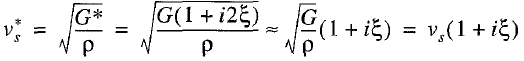 v_s^* = √(G*/ρ) = √(G(1 + i2ξ)/ρ) ≈ √(G/ρ)(1 + iξ) = v_s(1 + iξ)